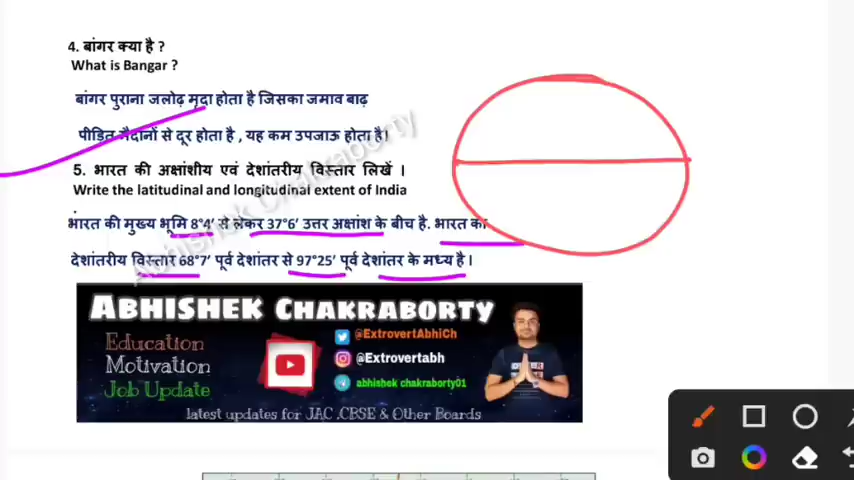 4. बांगर क्या है ?
What is Bangar ?
बांगर पुराना जलोढ़ मृदा होता है जिसका जमाव बाढ़
पीड़ित मैदानों से दूर होता है , यह कम उपजाऊ होता है।
5. भारत की अक्षांशीय एवं देशांतरीय विस्तार लिखें ।
Write the latitudinal and longitudinal extent of India
भारत की मुख्य भूमि 8°4' से लेकर 37°6' उत्तर अक्षांश के बीच है. भारत का
देशांतरीय विस्तार 68°7' पूर्व देशांतर से 97°25' पूर्व देशांतर के मध्य है ।
Abhishek Chakraborty
ABHISHEK CHAKRABORTY
Education
Motivation
Job Update
@ExtrovertAbhiCh
@Extrovertabh
abhishek chakraborty01
latest updates for JAC ,CBSE & Other Boards